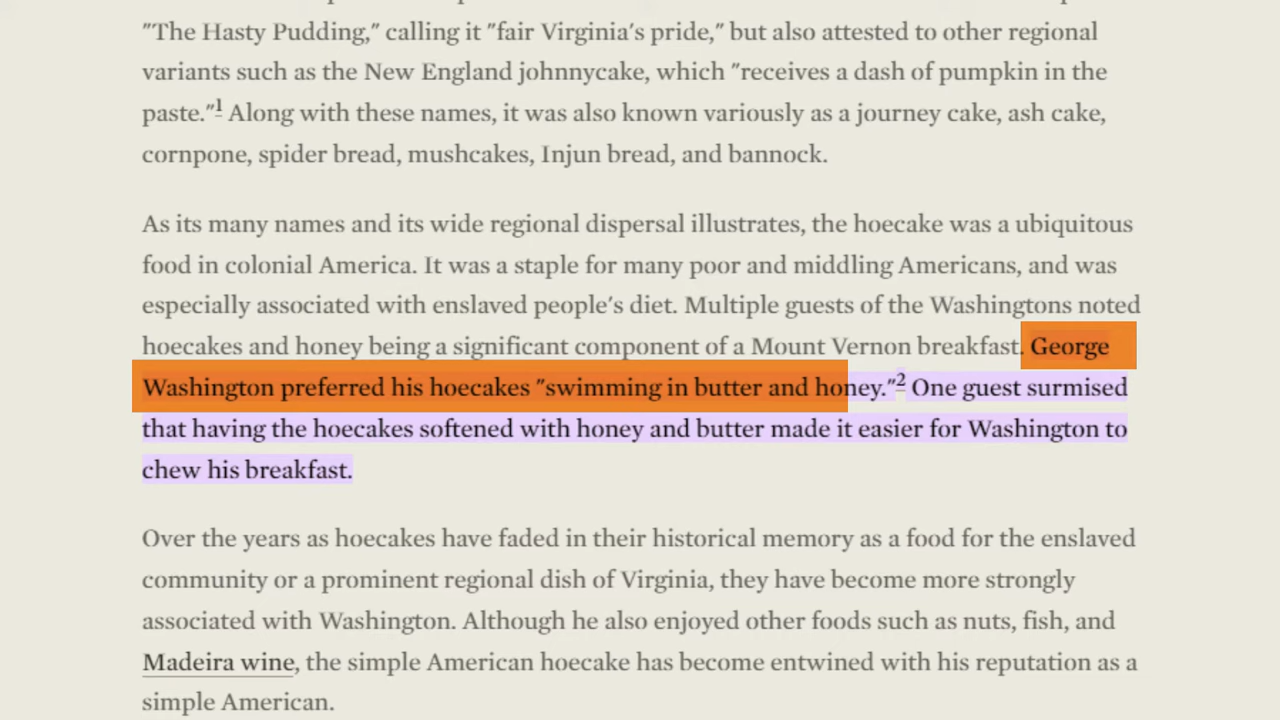 "The Hasty Pudding," calling it "fair Virginia's pride," but also attested to other regional
variants such as the New England johnnycake, which "receives a dash of pumpkin in the
paste."1 Along with these names, it was also known variously as a journey cake, ash cake,
cornpone, spider bread, mushcakes, Injun bread, and bannock.
As its many names and its wide regional dispersal illustrates, the hoecake was a ubiquitous
food in colonial America. It was a staple for many poor and middling Americans, and was
especially associated with enslaved people's diet. Multiple guests of the Washingtons noted
hoecakes and honey being a significant component of a Mount Vernon breakfast. George
Washington preferred his hoecakes "swimming in butter and honey."2 One guest surmised
that having the hoecakes softened with honey and butter made it easier for Washington to
chew his breakfast.
Over the years as hoecakes have faded in their historical memory as a food for the enslaved
community or a prominent regional dish of Virginia, they have become more strongly
associated with Washington. Although he also enjoyed other foods such as nuts, fish, and
Madeira wine, the simple American hoecake has become entwined with his reputation as a
simple American.